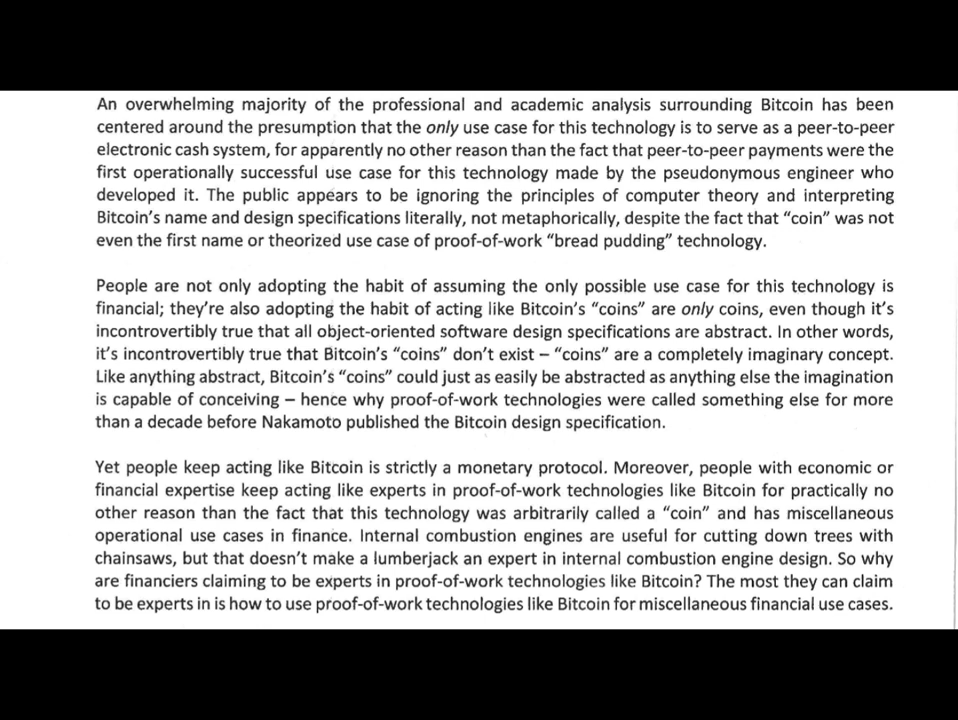 An overwhelming majority of the professional and academic analysis surrounding Bitcoin has been
centered around the presumption that the only use case for this technology is to serve as a peer-to-peer
electronic cash system, for apparently no other reason than the fact that peer-to-peer payments were the
first operationally successful use case for this technology made by the pseudonymous engineer who
developed it. The public appears to be ignoring the principles of computer theory and interpreting
Bitcoin’s name and design specifications literally, not metaphorically, despite the fact that “coin” was not
even the first name or theorized use case of proof-of-work “bread pudding” technology.
People are not only adopting the habit of assuming the only possible use case for this technology is
financial; they’re also adopting the habit of acting like Bitcoin’s “coins” are only coins, even though it’s
incontrovertibly true that all object-oriented software design specifications are abstract. In other words,
it’s incontrovertibly true that Bitcoin’s “coins” don’t exist – “coins” are a completely imaginary concept.
Like anything abstract, Bitcoin’s “coins” could just as easily be abstracted as anything else the imagination
is capable of conceiving – hence why proof-of-work technologies were called something else for more
than a decade before Nakamoto published the Bitcoin design specification.
Yet people keep acting like Bitcoin is strictly a monetary protocol. Moreover, people with economic or
financial expertise keep acting like experts in proof-of-work technologies like Bitcoin for practically no
other reason than the fact that this technology was arbitrarily called a “coin” and has miscellaneous
operational use cases in finance. Internal combustion engines are useful for cutting down trees with
chainsaws, but that doesn’t make a lumberjack an expert in internal combustion engine design. So why
are financiers claiming to be experts in proof-of-work technologies like Bitcoin? The most they can claim
to be experts in is how to use proof-of-work technologies like Bitcoin for miscellaneous financial use cases.